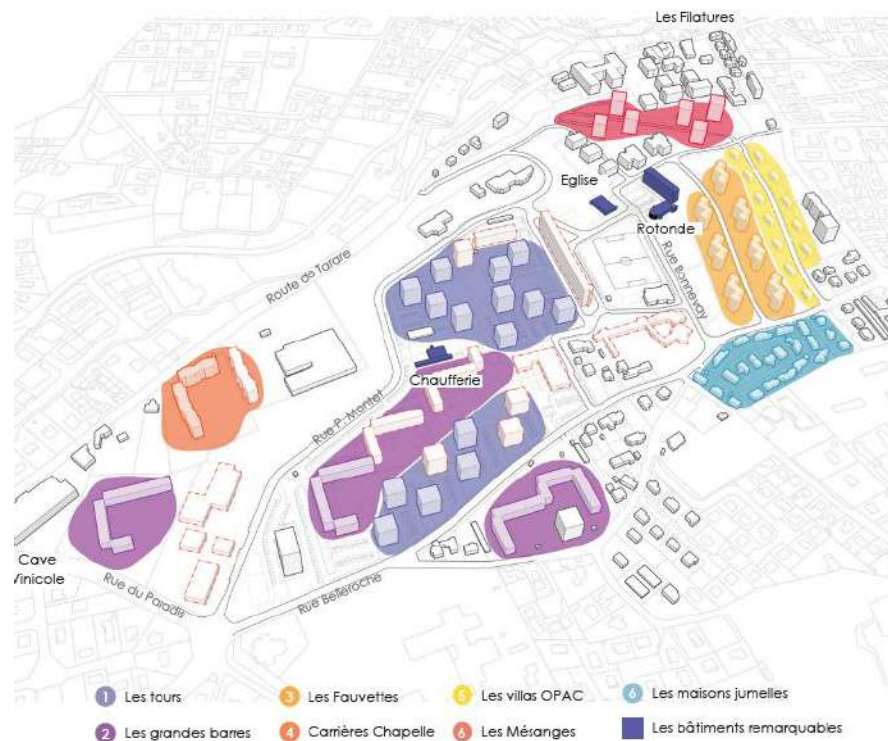 Les Filatures
Eglise
Rotonde
Rue Bonnevay
Route de Tarare
Chaufferie
Rue P. Montet
Cave
Vinicole
Rue du Paradis
Rue Belleroche
1 Les tours
3 Les Fauvettes
5 Les villas OPAC
6 Les maisons jumelles
2 Les grandes barres
4 Carrières Chapelle
6 Les Mésanges
Les bâtiments remarquables